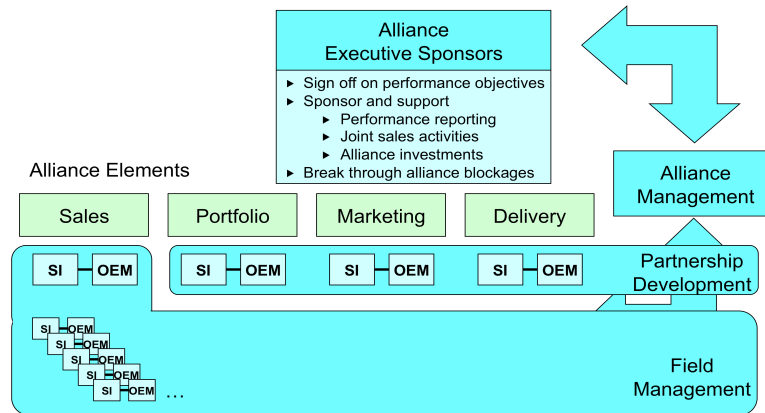 Alliance
Executive Sponsors
▸ Sign off on performance objectives
▸ Sponsor and support
▸ Performance reporting
▸ Joint sales activities
▸ Alliance investments
▸ Break through alliance blockages
Alliance Elements
Alliance
Management
Sales
Portfolio
Marketing
Delivery
SI OEM
SI OEM
SI OEM
SI OEM
Partnership
Development
SI OEM
SI OEM
SI OEM
SI OEM
SI OEM
...
Field
Management